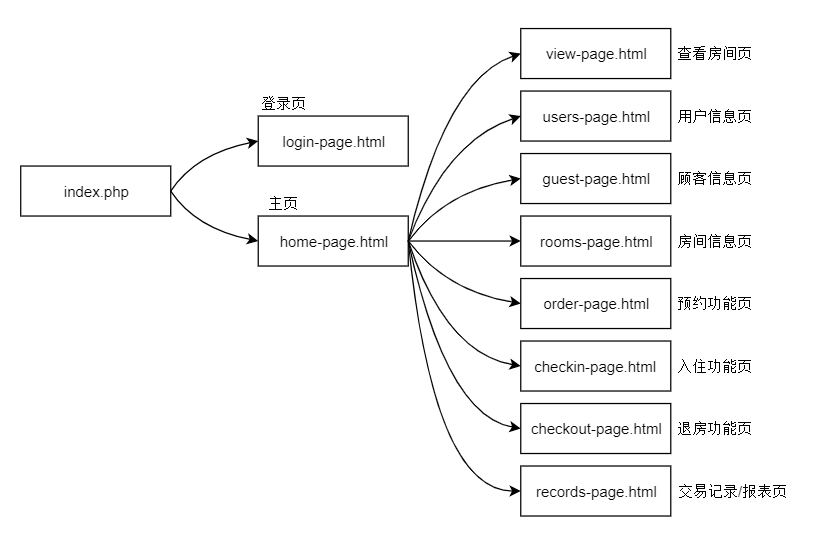 view-page.html 查看房间页
users-page.html 用户信息页
登录页
login-page.html
guest-page.html 顾客信息页
index.php
主页
home-page.html
rooms-page.html 房间信息页
order-page.html 预约功能页
checkin-page.html 入住功能页
checkout-page.html 退房功能页
records-page.html 交易记录/报表页